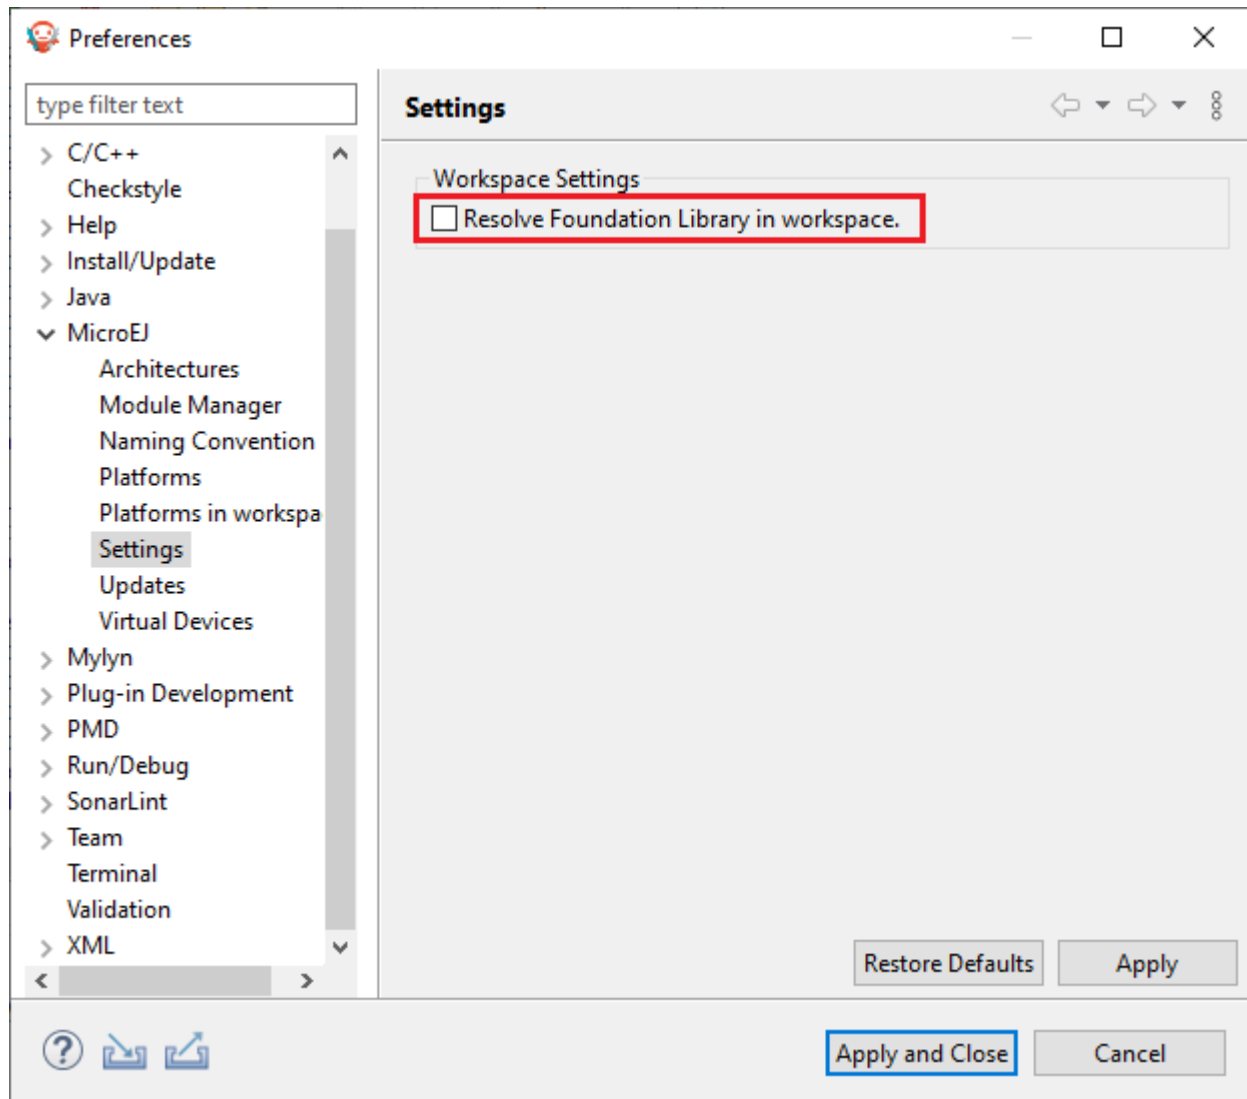 Preferences
type filter text
C/C++
Checkstyle
Help
Install/Update
Java
MicroEJ
Architectures
Module Manager
Naming Convention
Platforms
Platforms in workspa
Settings
Updates
Virtual Devices
Mylyn
Plug-in Development
PMD
Run/Debug
SonarLint
Team
Terminal
Validation
XML
Settings
Workspace Settings
Resolve Foundation Library in workspace.
Restore Defaults
Apply
Apply and Close
Cancel